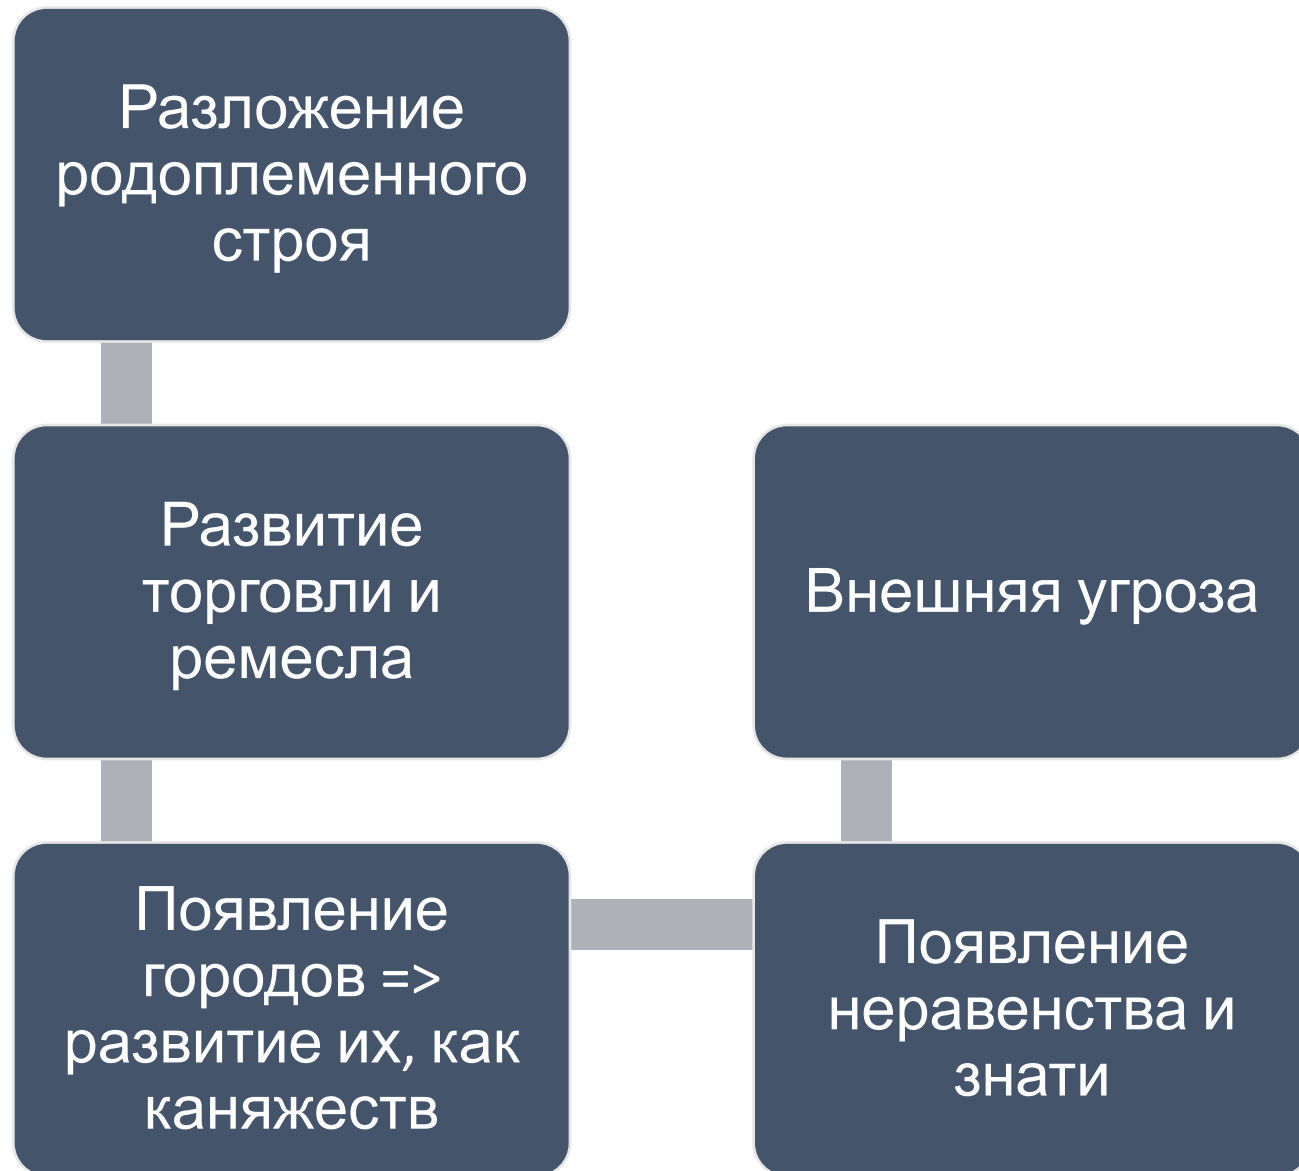 Разложение
родоплеменного
строя
Развитие
торговли и
ремесла
Появление
городов =>
развитие их, как
каняжеств
Появление
неравенства и
знати
Внешняя угроза